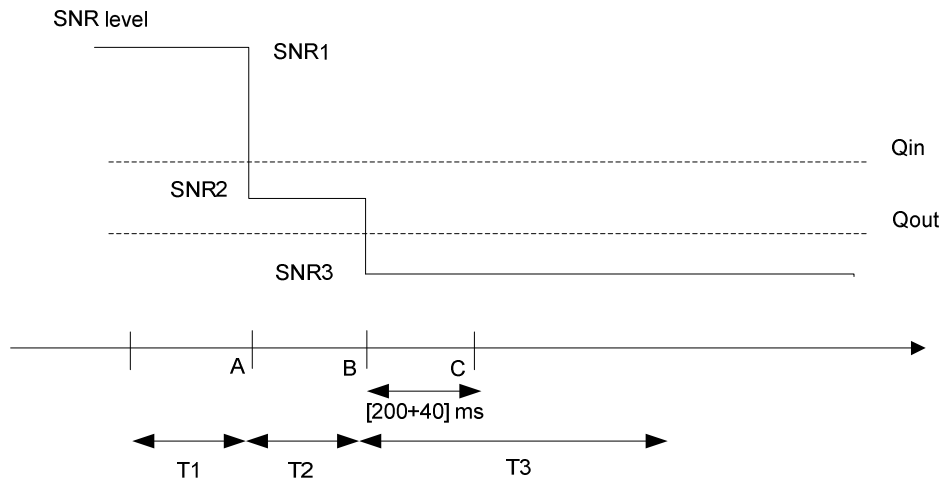 SNR level
SNR1
Qin
SNR2
Qout
SNR3
A
B
C
[200+40] ms
T1
T2
T3